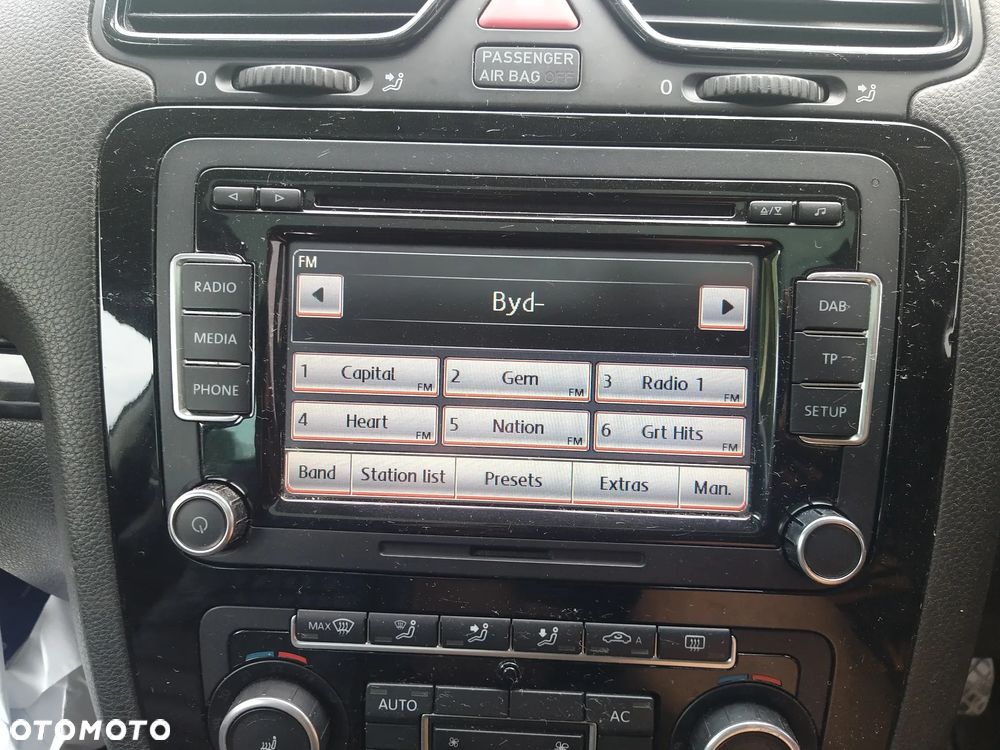 PASSENGER
AIR BAG OFF
0
0
FM
Byd-
RADIO
MEDIA
PHONE
DAB
TP
SETUP
1 Capital FM
2 Gem FM
3 Radio 1 FM
4 Heart FM
5 Nation FM
6 Grt Hits FM
Band Station list Presets Extras Man.
MAX
A
AUTO
AC
OTOMOTO